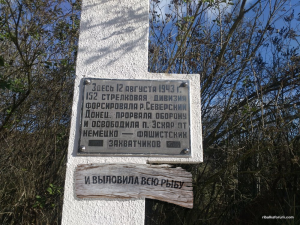 Здесь 12 августа 1943 г.
152 стрелковая дивизия
форсировала р. Северский
Донец, прорвала оборону
и освободила п. Эсхар от
немецко – фашистских
захватчиков
И ВЫЛОВИЛА ВСЮ РЫБУ